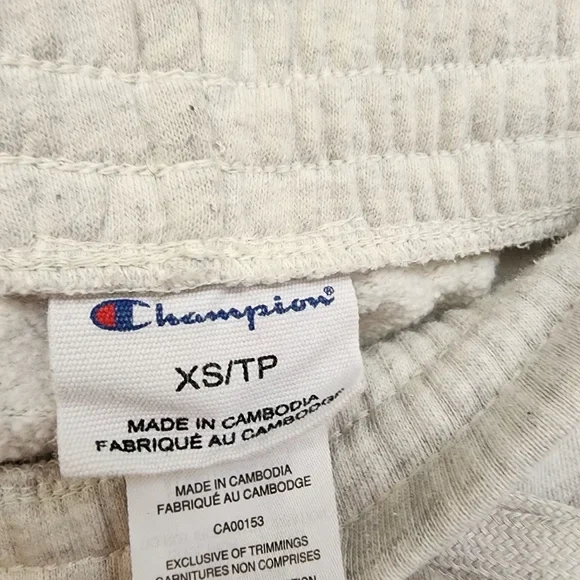 Champion®
XS/TP
MADE IN CAMBODIA
FABRIQUÉ AU CAMBODGE
MADE IN CAMBODIA
FABRIQUÉ AU CAMBODGE
CA00153
EXCLUSIVE OF TRIMMINGS
GARNITURES NON COMPRISES